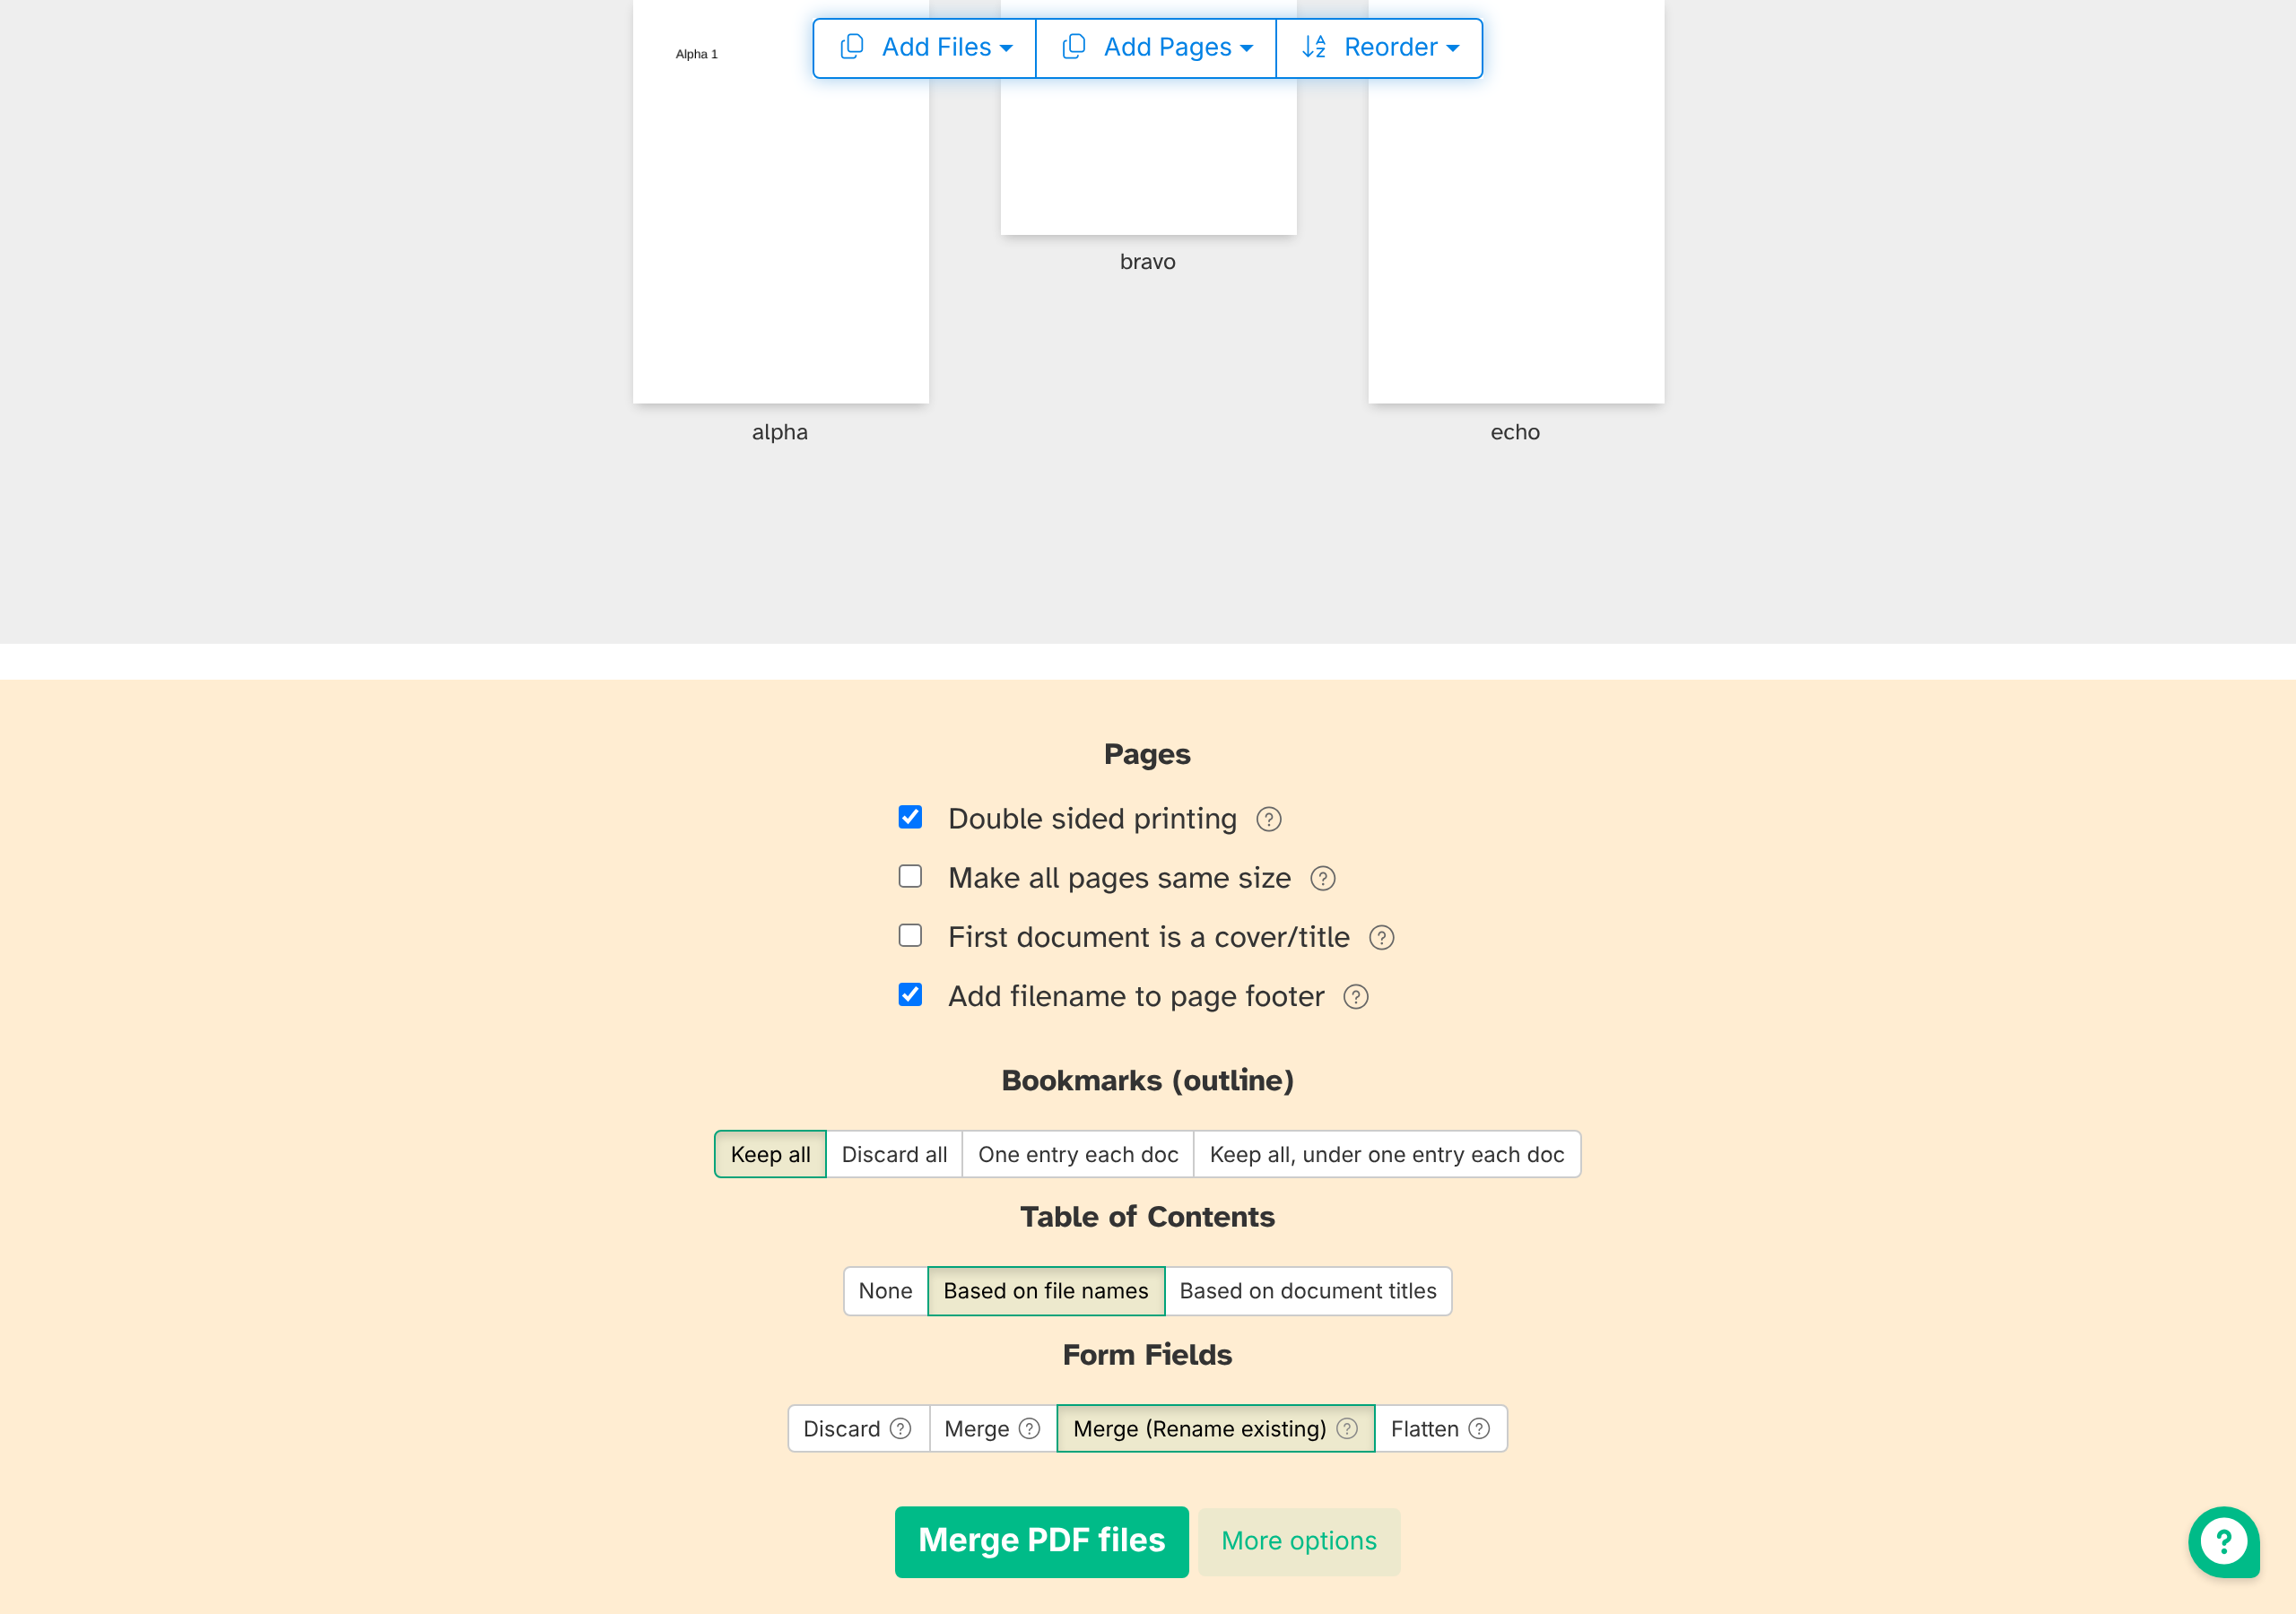 Add Files
Add Pages
Reorder
Alpha 1
bravo
alpha
echo
Pages
Double sided printing
Make all pages same size
First document is a cover/title
Add filename to page footer
Bookmarks (outline)
Keep all
Discard all
One entry each doc
Keep all, under one entry each doc
Table of Contents
None
Based on file names
Based on document titles
Form Fields
Discard
Merge
Merge (Rename existing)
Flatten
Merge PDF files
More options